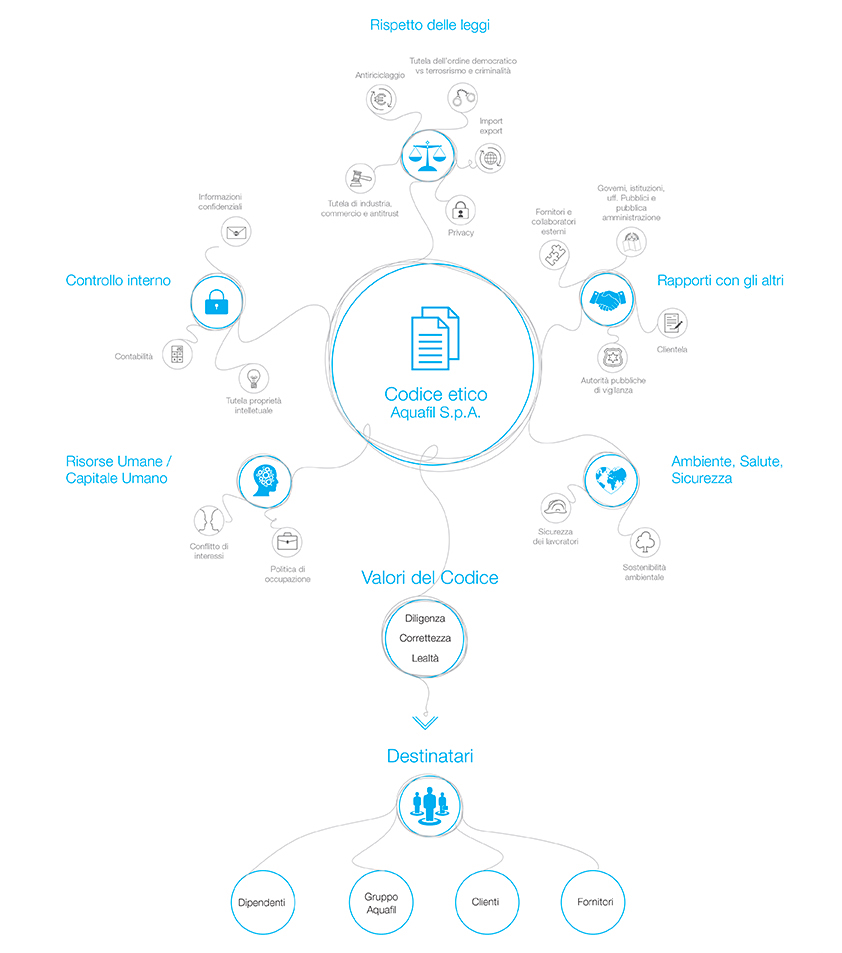 Rispetto delle leggi
Tutela dell'ordine democratico
vs terrosrismo e criminalità
Antiriciclaggio
Import
export
Tutela di industria,
commercio e antitrust
Privacy
Informazioni
confidenziali
Controllo interno
Contabilità
Tutela proprietà
intelletuale
Governi, istituzioni,
uff. Pubblici e
pubblica
amministrazione
Fornitori e
collaboratori
esterni
Rapporti con gli altri
Clientela
Autorità pubbliche
di vigilanza
Codice etico
Aquafil S.p.A.
Risorse Umane /
Capitale Umano
Conflitto di
interassi
Politica di
occupazione
Ambiente, Salute,
Sicurezza
Sicurezza
dei lavoratori
Sostenibilità
ambientale
Valori del Codice
Diligenza
Correttezza
Lealtà
Destinatari
Dipendenti
Gruppo
Aquafil
Clienti
Fornitori